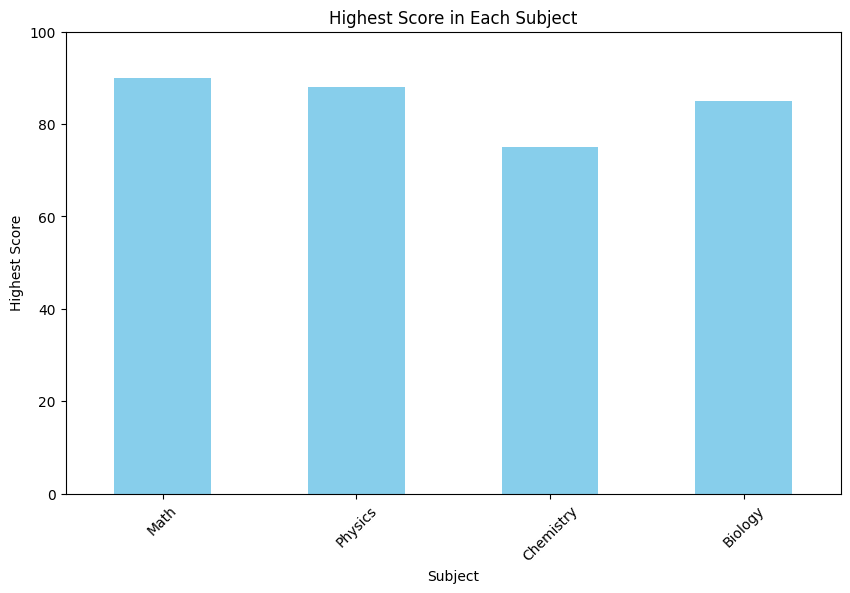 Highest Score in Each Subject
100
80
60
40
20
0
Highest Score
Math
Physics
Chemistry
Biology
Subject